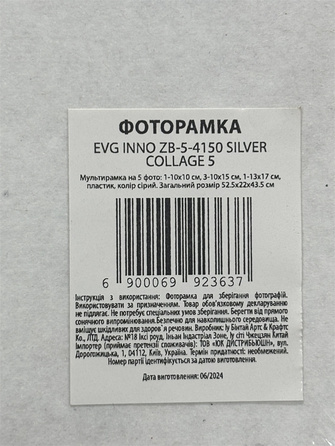 ФОТОРАМКА
EVG INNO ZB-5-4150 SILVER
COLLAGE 5
Мультирамка на 5 фото: 1-10х10 см, 3-10х15 см, 1-13х17 см,
пластик, колір сірий. Загальний розмір 52.5х22х43.5 см
6 900069 923637
Інструкція з використання: Фоторамка для зберігання фотографій.
Використовувати за призначенням. Товар обов'язковому декларуванню
не підлягає. Не потребує спеціальних умов зберігання. Берегти від прямого
сонячного випромінювання.Безпечно для навколишнього середовища. Не
вміщує шкідливих для здоров`я речовин. Виробник: Іу Бінтай Артс & Крафтс
Ко., ЛТД. Адреса: №18 Інсі роуд, Іньан Індастріал Зоне, Іу сіті Чжецзян Китай
Імпортер (приймає претензії споживачів): ТОВ «ЮК ДИСТРИБЬЮШН», вул.
Дорогожицька, 1, 04112, Київ, Україна. Термін придатності: необмежений.
Номер партії ідентифікується за датою виготовлення.
Дата виготовлення: 06/2024